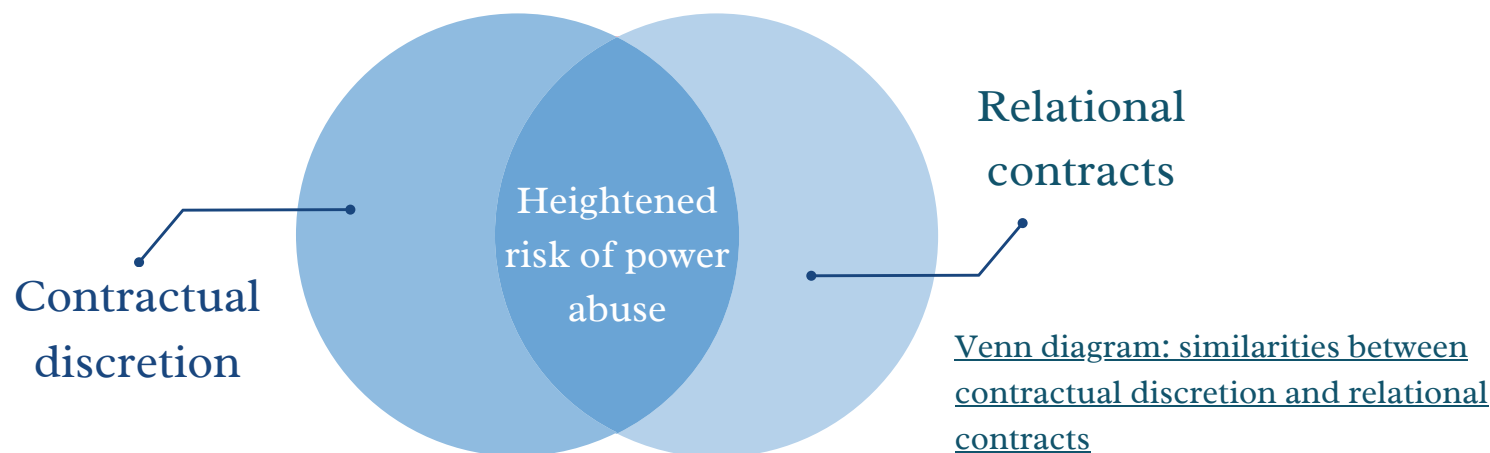 Contractual
discretion
Heightened
risk of power
abuse
Relational
contracts
Venn diagram: similarities between
contractual discretion and relational
contracts